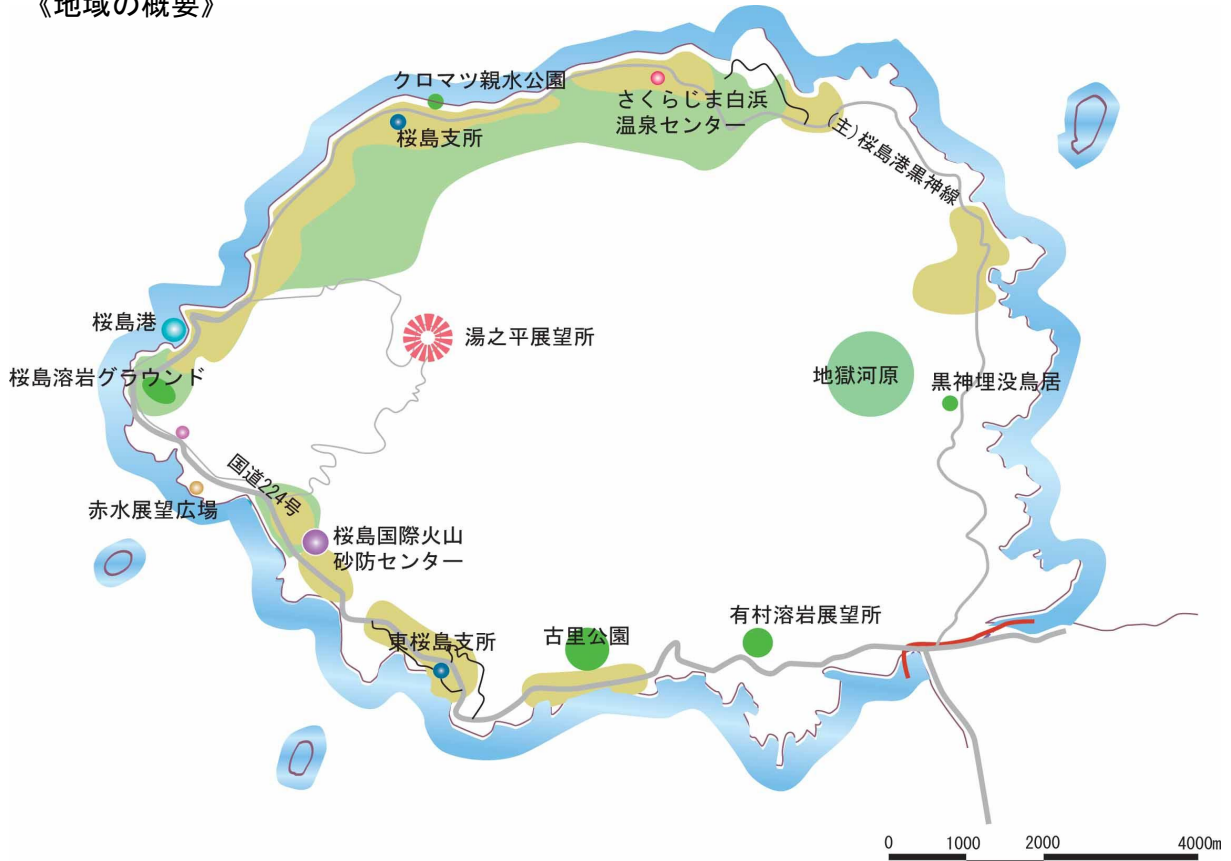 《地域の概要》
クロマツ親水公園
桜島支所
さくらじま白浜
温泉センター
(主)桜島港黒神線
桜島港
湯之平展望所
桜島溶岩グラウンド
地獄河原
黒神埋没鳥居
国道224号
赤水展望広場
桜島国際火山
砂防センター
東桜島支所
古里公園
有村溶岩展望所
0 1000 2000 4000m